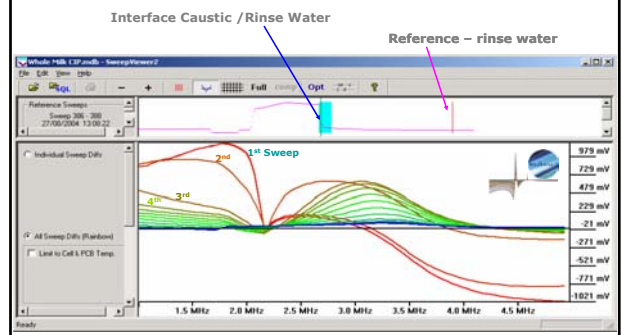 Interface Caustic /Rinse Water
Reference – rinse water
Whole Milk CIP.mdb - SweepViewer2
File Edit View Help
SQL - + Full comp Opt ?
Reference Sweeps
Sweep 386 - 388
27/08/2004 13:08:22
Individual Sweep Diffs
All Sweep Diffs (Rainbow)
Limit to Cell & PCB Temp.
1st Sweep
2nd
3rd
4th
979 mV
729 mV
479 mV
229 mV
-21 mV
-271 mV
-521 mV
-771 mV
-1021 mV
1.5 MHz 2.0 MHz 2.5 MHz 3.0 MHz 3.5 MHz 4.0 MHz 4.5 MHz
Ready